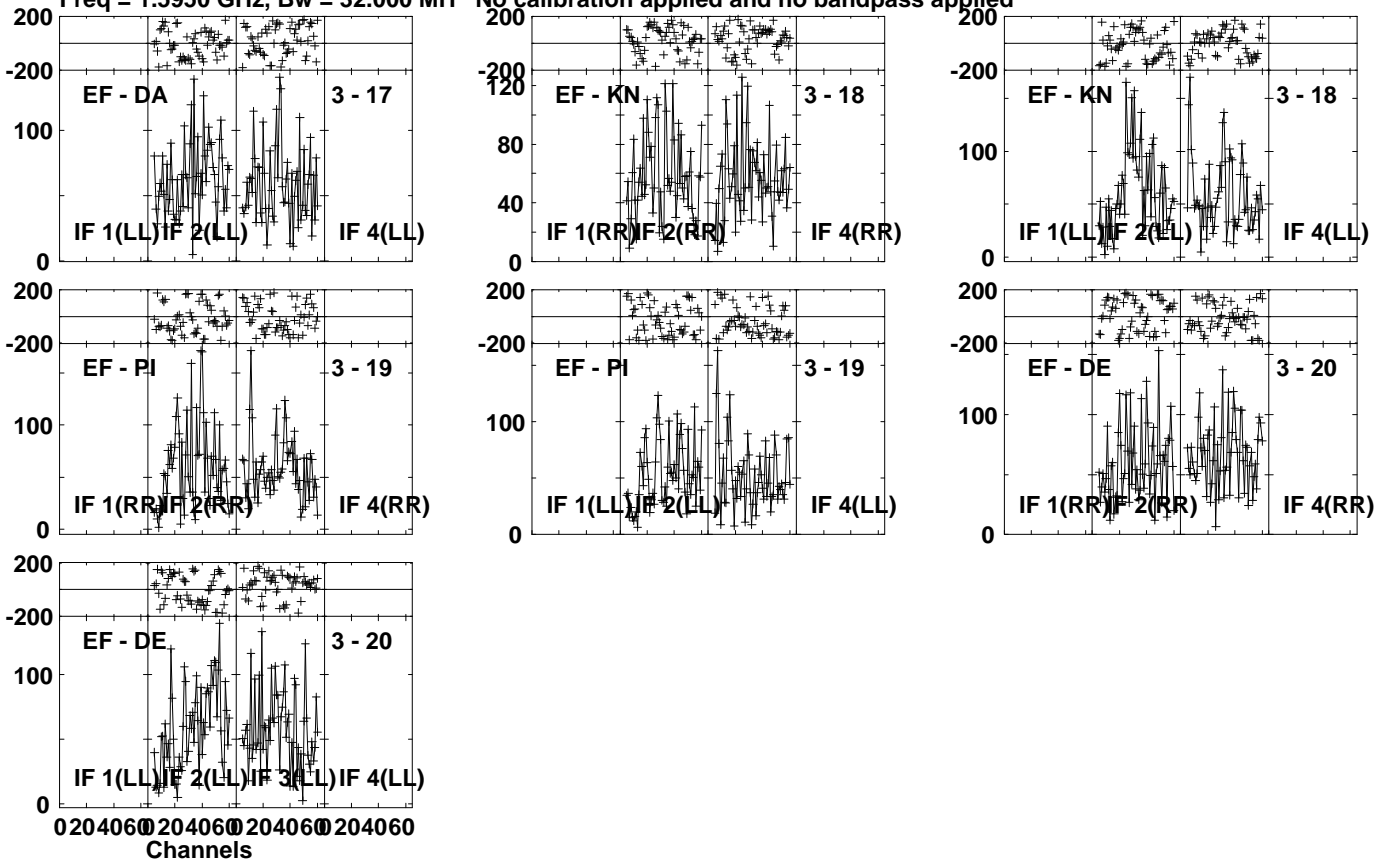 Freq = 1.5950 GHz, Bw = 32.000 MH No calibration applied and no bandpass applied
200
-200
EF - DA
3 - 17
100
0
IF 1(LL) IF 2(LL) IF 4(LL)
200
-200
120
EF - KN
3 - 18
80
40
0
IF 1(RR) IF 2(RR) IF 4(RR)
200
-200
EF - KN
3 - 18
100
0
IF 1(LL) IF 2(LL) IF 4(LL)
200
-200
EF - PI
3 - 19
100
0
IF 1(RR) IF 2(RR) IF 4(RR)
200
-200
EF - PI
3 - 19
100
0
IF 1(LL) IF 2(LL) IF 4(LL)
200
-200
EF - DE
3 - 20
100
0
IF 1(RR) IF 2(RR) IF 4(RR)
200
-200
EF - DE
3 - 20
100
0
IF 1(LL) IF 2(LL) IF 3(LL) IF 4(LL)
0 20 40 60 0 20 40 60 0 20 40 60 0 20 40 60
Channels